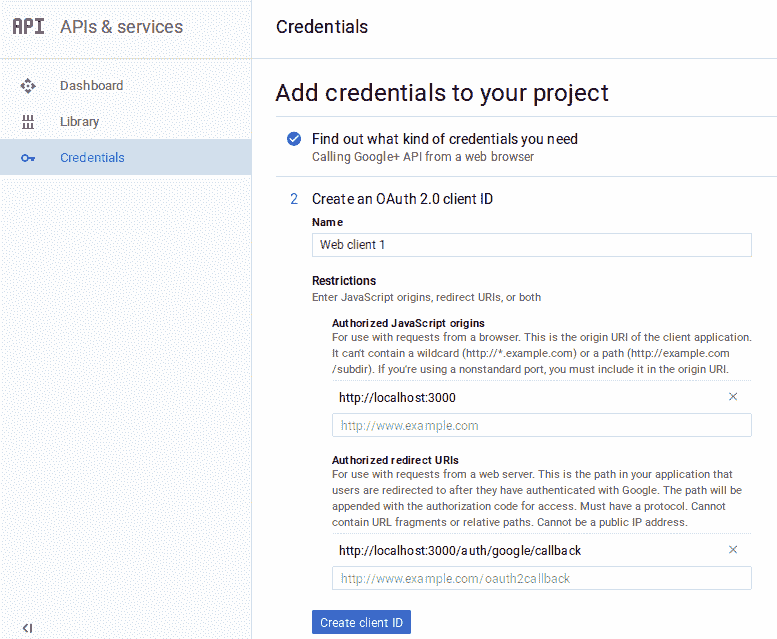 API APIs & services
Dashboard
Library
Credentials
Credentials
Add credentials to your project
Find out what kind of credentials you need
Calling Google+ API from a web browser
2 Create an OAuth 2.0 client ID
Name
Web client 1
Restrictions
Enter JavaScript origins, redirect URIs, or both
Authorized JavaScript origins
For use with requests from a browser. This is the origin URI of the client application.
It can't contain a wildcard (http://*.example.com) or a path (http://example.com
/subdir). If you're using a nonstandard port, you must include it in the origin URI.
http://localhost:3000
http://www.example.com
Authorized redirect URIs
For use with requests from a web server. This is the path in your application that
users are redirected to after they have authenticated with Google. The path will be
appended with the authorization code for access. Must have a protocol. Cannot
contain URL fragments or relative paths. Cannot be a public IP address.
http://localhost:3000/auth/google/callback
http://www.example.com/oauth2callback
Create client ID